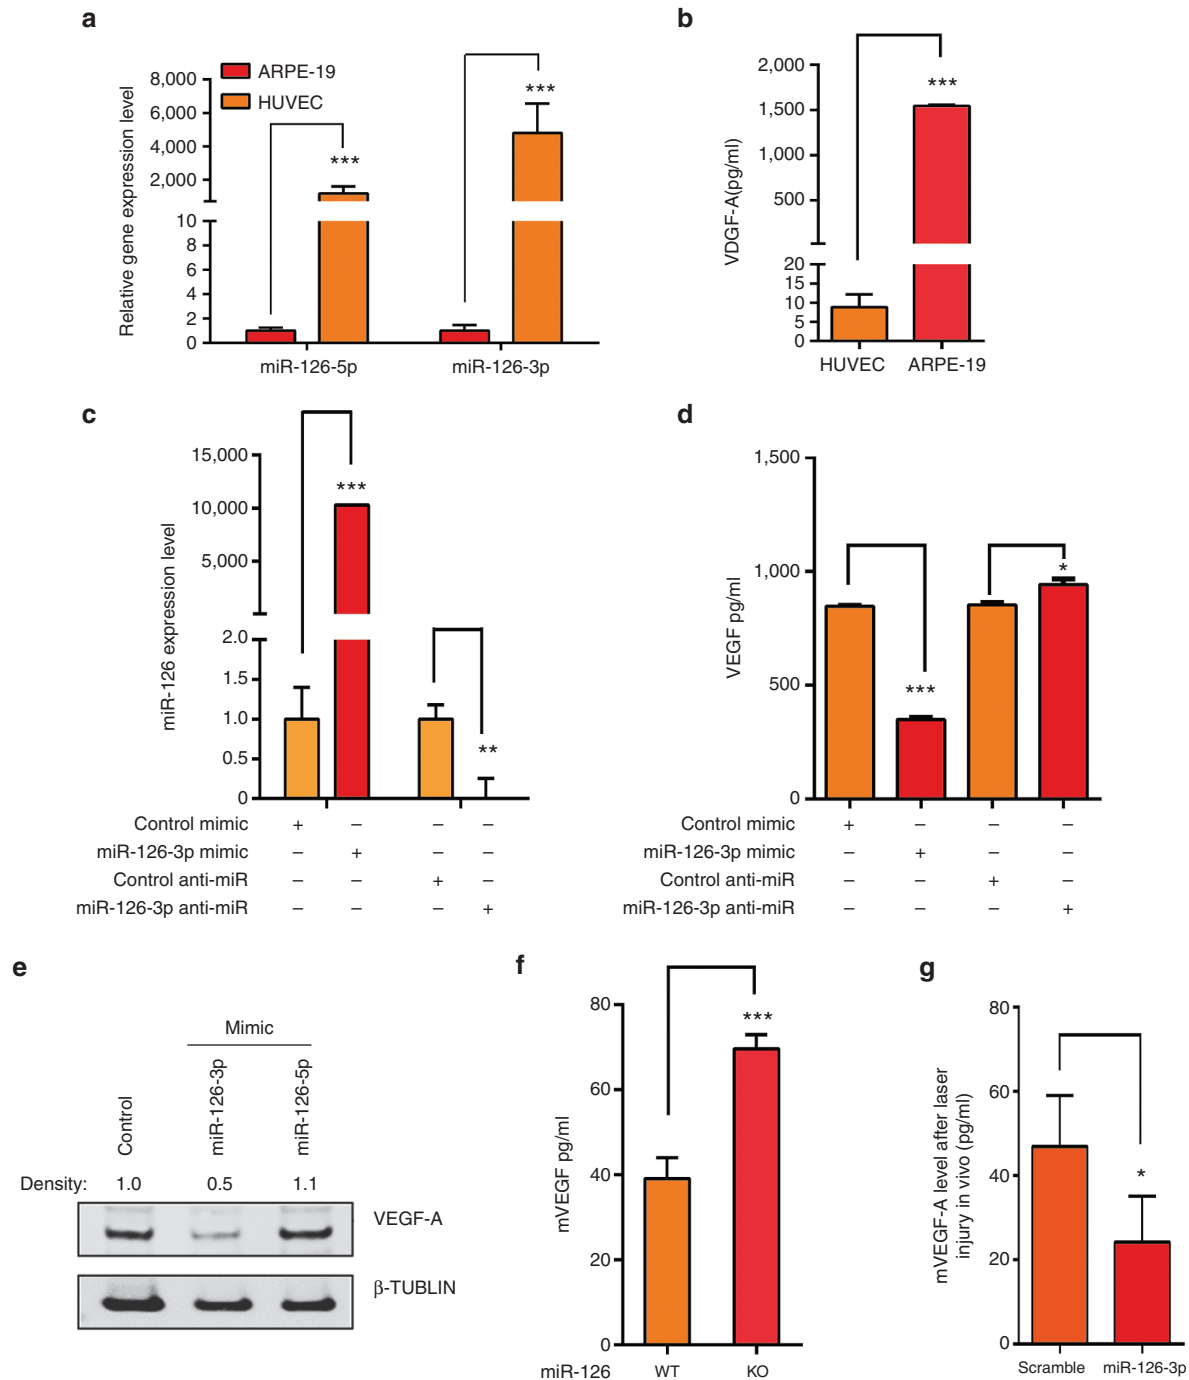 a
Relative gene expression level
8,000
6,000
4,000
2,000
10
8
6
4
2
0
ARPE-19
HUVEC
***
***
miR-126-5p
miR-126-3p
b
VDGF-A(pg/ml)
2,000
1,500
1,000
500
20
15
10
5
0
***
HUVEC
ARPE-19
c
miR-126 expression level
15,000
10,000
5,000
2.0
1.5
1.0
0.5
0
***
**
Control mimic + – – –
miR-126-3p mimic – + – –
Control anti-miR – – + –
miR-126-3p anti-miR – – – +
d
VEGF pg/ml
1,500
1,000
500
0
***
*
Control mimic + – – –
miR-126-3p mimic – + – –
Control anti-miR – – + –
miR-126-3p anti-miR – – – +
e
Mimic
Control
miR-126-3p
miR-126-5p
Density: 1.0 0.5 1.1
VEGF-A
β-TUBLIN
f
mVEGF pg/ml
80
60
40
20
0
***
miR-126 WT KO
g
mVEGF-A level after laser
injury in vivo (pg/ml)
80
60
40
20
0
*
Scramble
miR-126-3p